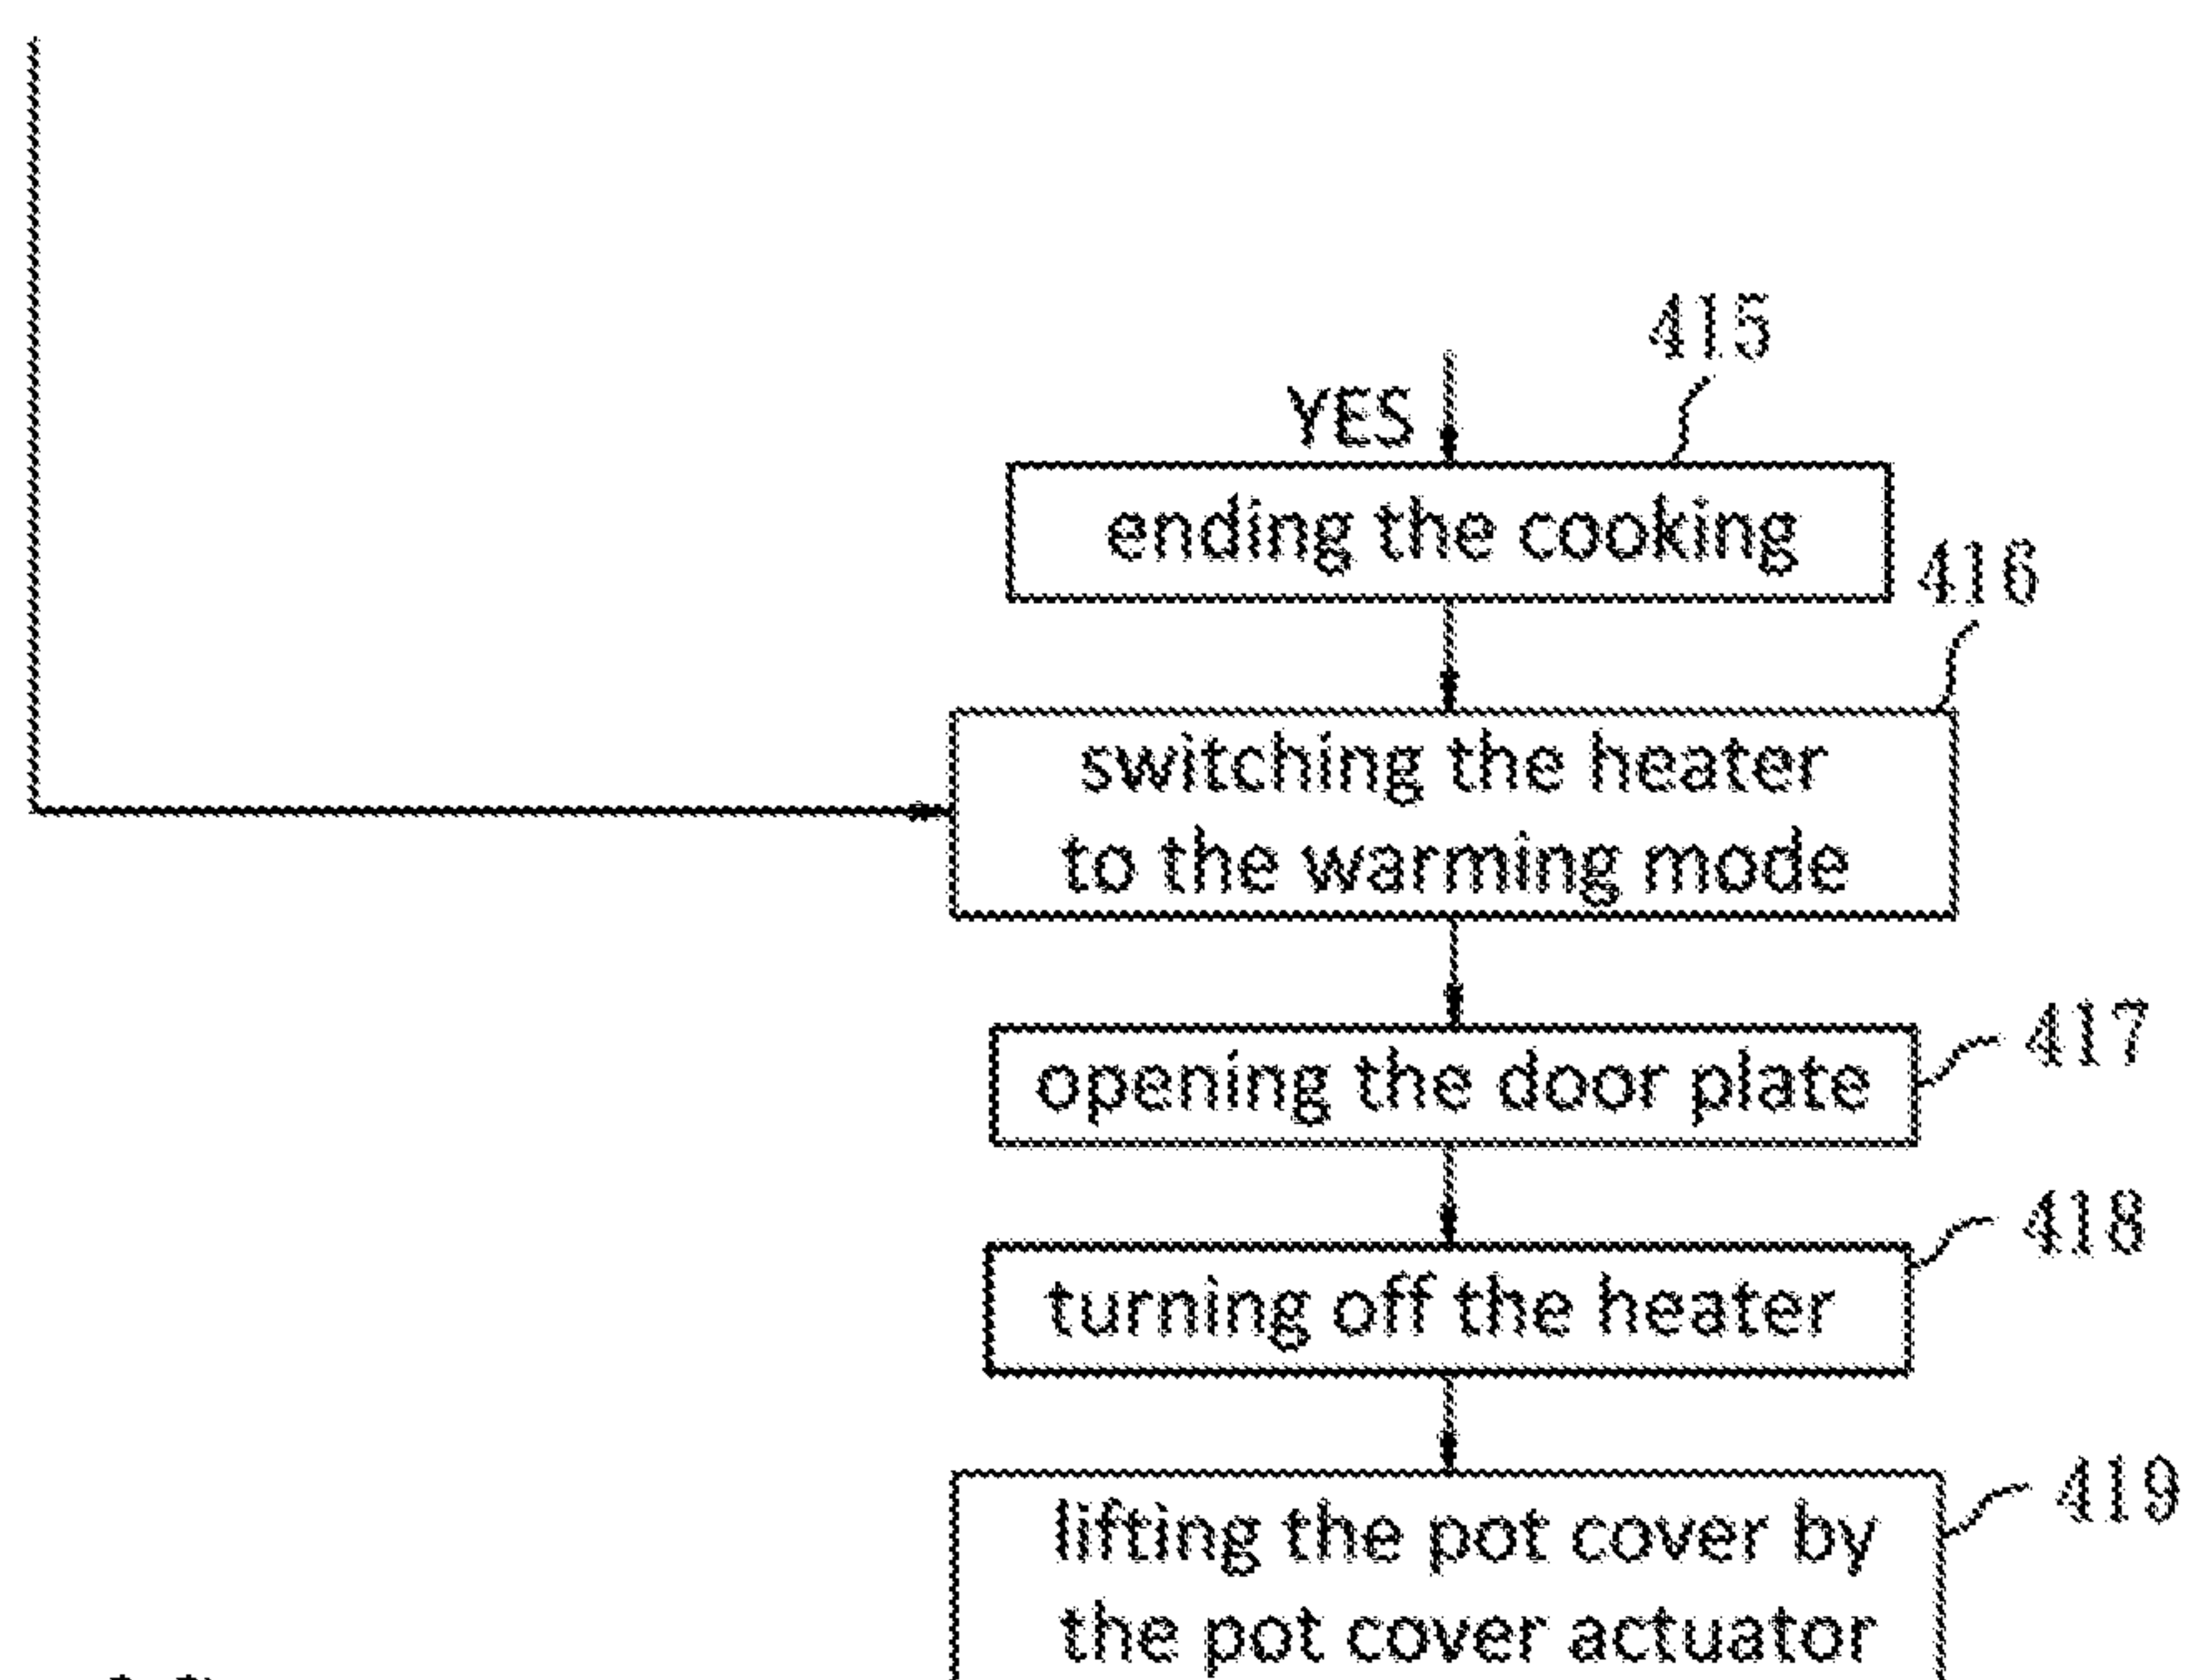 415
YES
ending the cooking
416
switching the heater
to the warming mode
417
opening the door plate
418
turning off the heater
419
lifting the pot cover by
the pot cover actuator